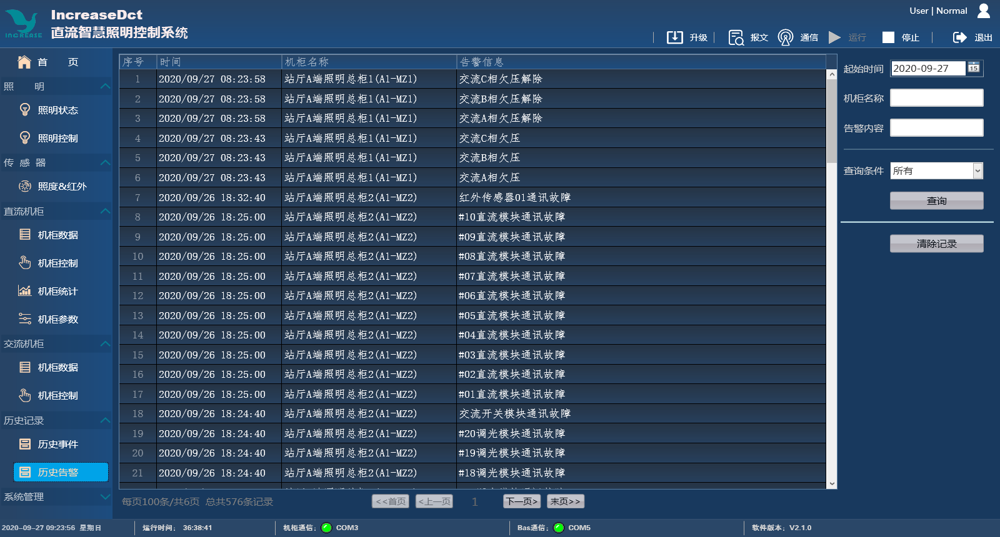 IncreaseDct
直流智慧照明控制系统
INCREASE
User | Normal
升级 报文 通信 运行 停止 退出
首 页
照 明
照明状态
照明控制
传 感 器
照度&红外
直流机柜
机柜数据
机柜控制
机柜统计
机柜参数
交流机柜
机柜数据
机柜控制
历史记录
历史事件
历史告警
系统管理
序号 时间 机柜名称 告警信息
1 2020/09/27 08:23:58 站厅A端照明总柜1(A1-MZ1) 交流C相欠压解除
2 2020/09/27 08:23:58 站厅A端照明总柜1(A1-MZ1) 交流B相欠压解除
3 2020/09/27 08:23:58 站厅A端照明总柜1(A1-MZ1) 交流A相欠压解除
4 2020/09/27 08:23:43 站厅A端照明总柜1(A1-MZ1) 交流C相欠压
5 2020/09/27 08:23:43 站厅A端照明总柜1(A1-MZ1) 交流B相欠压
6 2020/09/27 08:23:43 站厅A端照明总柜1(A1-MZ1) 交流A相欠压
7 2020/09/26 18:32:40 站厅A端照明总柜2(A1-MZ2) 红外传感器01通讯故障
8 2020/09/26 18:25:00 站厅A端照明总柜2(A1-MZ2) #10直流模块通讯故障
9 2020/09/26 18:25:00 站厅A端照明总柜2(A1-MZ2) #09直流模块通讯故障
10 2020/09/26 18:25:00 站厅A端照明总柜2(A1-MZ2) #08直流模块通讯故障
11 2020/09/26 18:25:00 站厅A端照明总柜2(A1-MZ2) #07直流模块通讯故障
12 2020/09/26 18:25:00 站厅A端照明总柜2(A1-MZ2) #06直流模块通讯故障
13 2020/09/26 18:25:00 站厅A端照明总柜2(A1-MZ2) #05直流模块通讯故障
14 2020/09/26 18:25:00 站厅A端照明总柜2(A1-MZ2) #04直流模块通讯故障
15 2020/09/26 18:25:00 站厅A端照明总柜2(A1-MZ2) #03直流模块通讯故障
16 2020/09/26 18:25:00 站厅A端照明总柜2(A1-MZ2) #02直流模块通讯故障
17 2020/09/26 18:25:00 站厅A端照明总柜2(A1-MZ2) #01直流模块通讯故障
18 2020/09/26 18:24:40 站厅A端照明总柜2(A1-MZ2) 交流开关模块通讯故障
19 2020/09/26 18:24:40 站厅A端照明总柜2(A1-MZ2) #20调光模块通讯故障
20 2020/09/26 18:24:40 站厅A端照明总柜2(A1-MZ2) #19调光模块通讯故障
21 2020/09/26 18:24:40 站厅A端照明总柜2(A1-MZ2) #18调光模块通讯故障
每页100条/共6页 总共576条记录 <<首页 <上一页 1 下一页> 末页>>
起始时间 2020-09-27 15
机柜名称
告警内容
查询条件 所有
查询
清除记录
2020-09-27 09:23:56 星期日 运行时间: 36:38:41 机柜通信: COM3 Bas通信: COM5 软件版本: V2.1.0